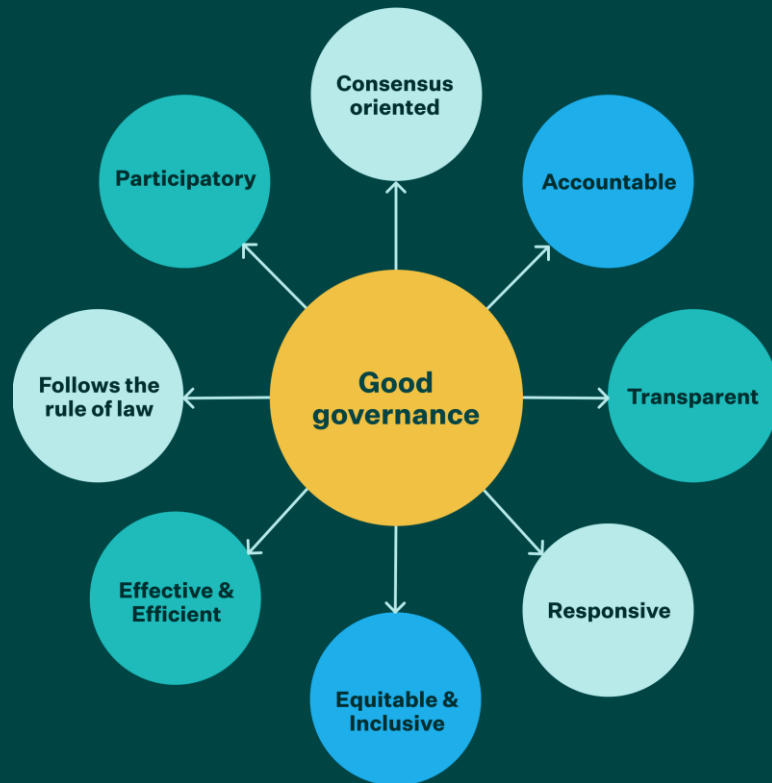 Consensus
oriented
Participatory
Accountable
Good
governance
Follows the
rule of law
Transparent
Effective &
Efficient
Responsive
Equitable &
Inclusive